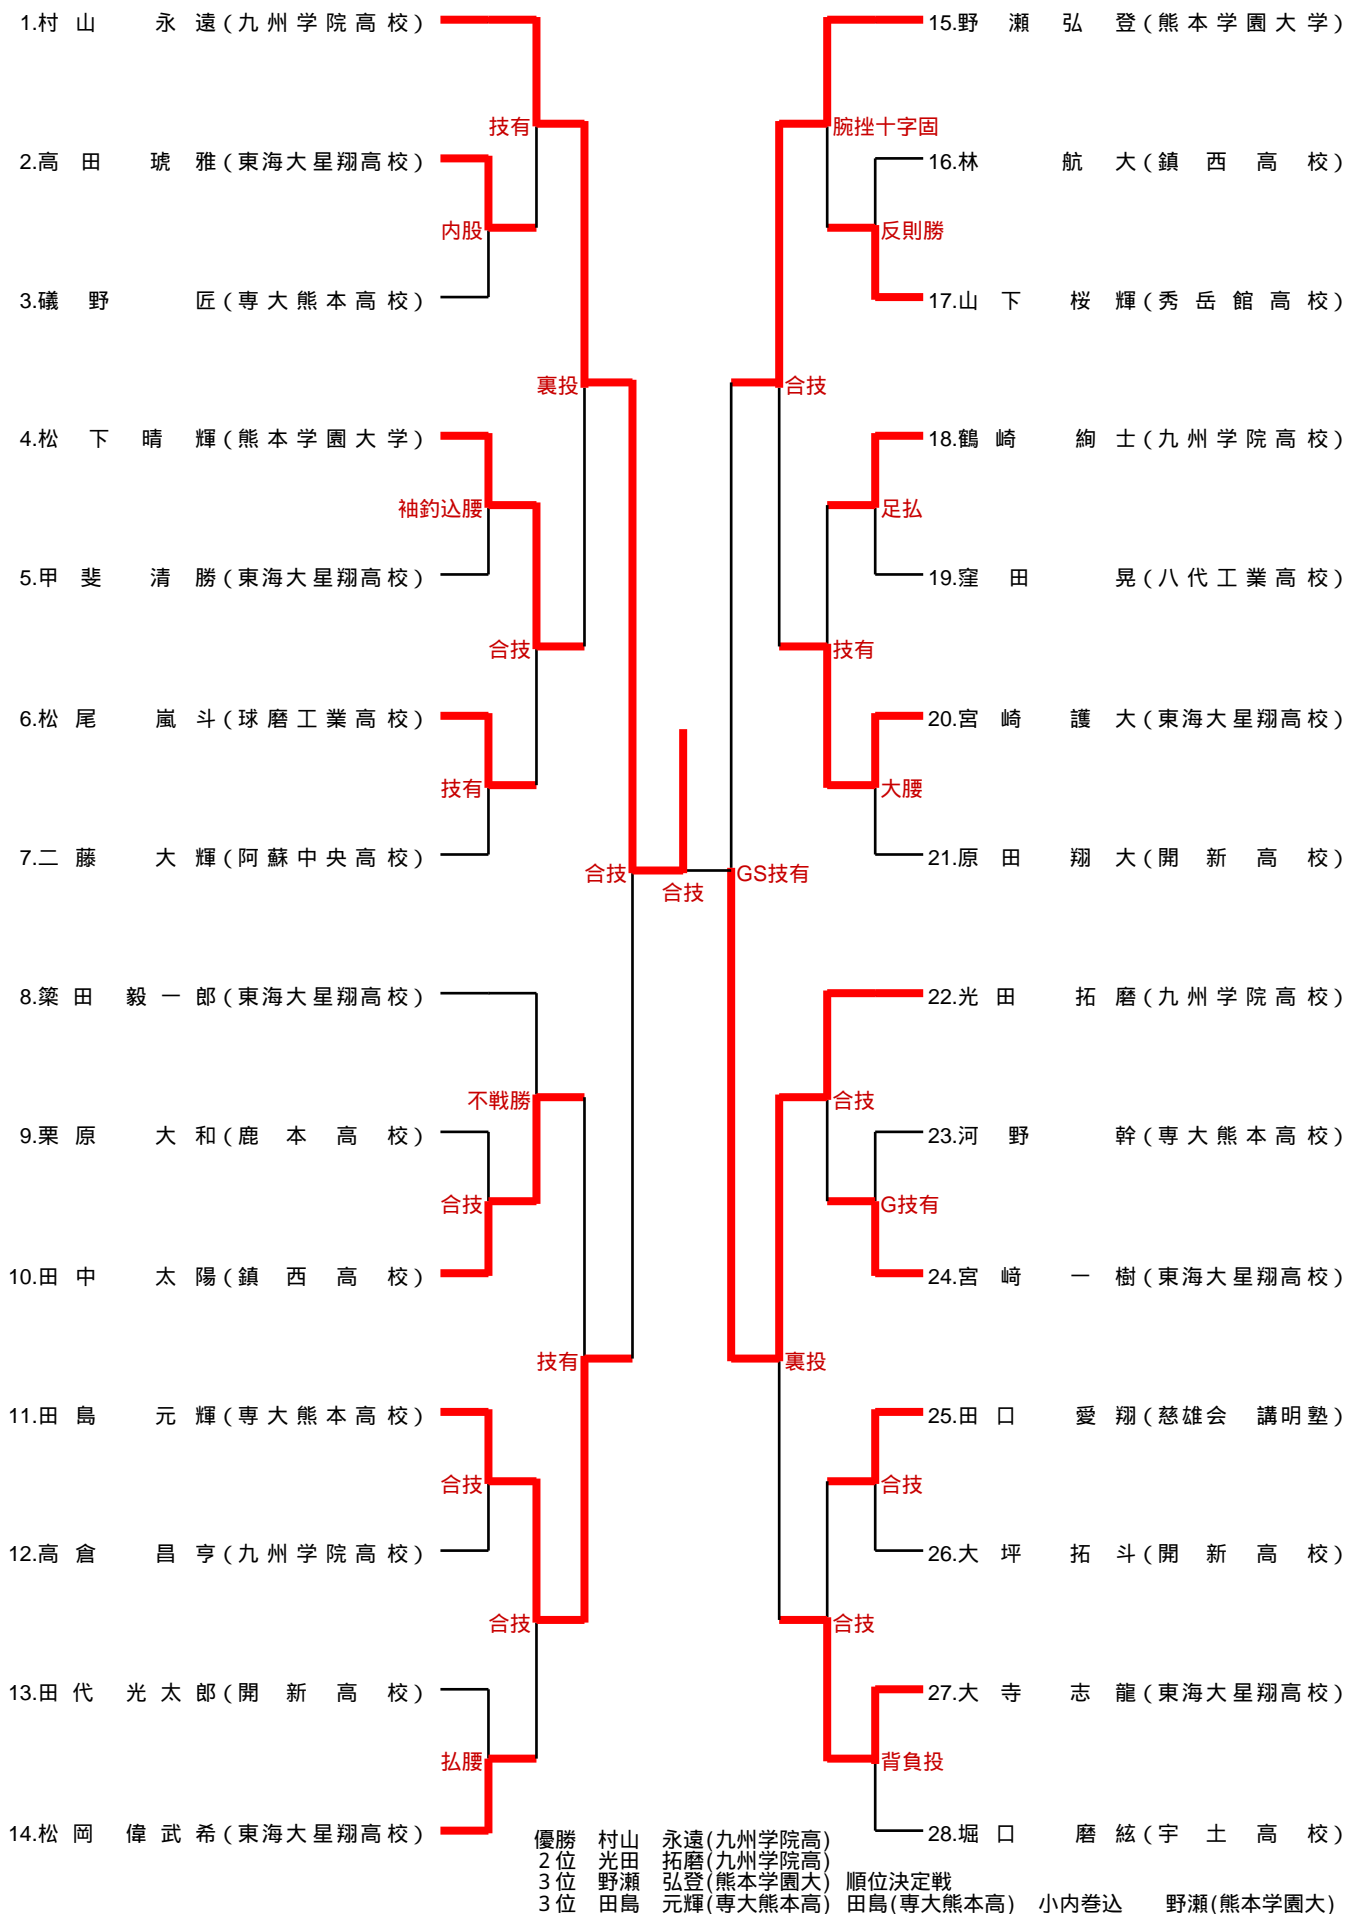 1.村山 永遠(九州学院高校)
技有
2.高田 琥雅(東海大星翔高校)
内股
3.礒野 匠(専大熊本高校)
裏投
4.松下晴輝(熊本学園大学)
袖釣込腰
5.甲斐 清勝(東海大星翔高校)
合技
6.松尾 嵐斗(球磨工業高校)
技有
7.二藤 大輝(阿蘇中央高校)
合技
8.簗田 毅一郎(東海大星翔高校)
不戦勝
9.栗原 大和(鹿本高校)
合技
10.田中 太陽(鎮西高校)
技有
11.田島 元輝(専大熊本高校)
合技
12.高倉 昌亨(九州学院高校)
合技
13.田代 光太郎(開新高校)
払腰
14.松岡 偉武希(東海大星翔高校)
合技
15.野瀬弘登(熊本学園大学)
腕挫十字固
16.林 航大(鎮西高校)
反則勝
17.山下 桜輝(秀岳館高校)
合技
18.鶴崎 絢士(九州学院高校)
足払
19.窪田 晃(八代工業高校)
技有
20.宮崎 護大(東海大星翔高校)
大腰
21.原田 翔大(開新高校)
GS技有
22.光田 拓磨(九州学院高校)
合技
23.河野 幹(専大熊本高校)
G技有
24.宮﨑 一樹(東海大星翔高校)
裏投
25.田口 愛翔(慈雄会 講明塾)
合技
26.大坪 拓斗(開新高校)
合技
27.大寺 志龍(東海大星翔高校)
背負投
28.堀口 磨絃(宇土高校)
優勝 村山 永遠(九州学院高)
2位 光田 拓磨(九州学院高)
3位 野瀬 弘登(熊本学園大) 順位決定戦
3位 田島 元輝(専大熊本高) 田島(専大熊本高) 小内巻込 野瀬(熊本学園大)